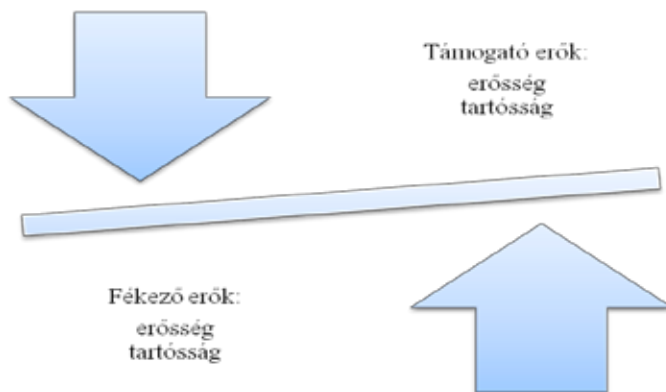 Támogató erők:
erősség
tartósság
Fékező erők:
erősség
tartósság